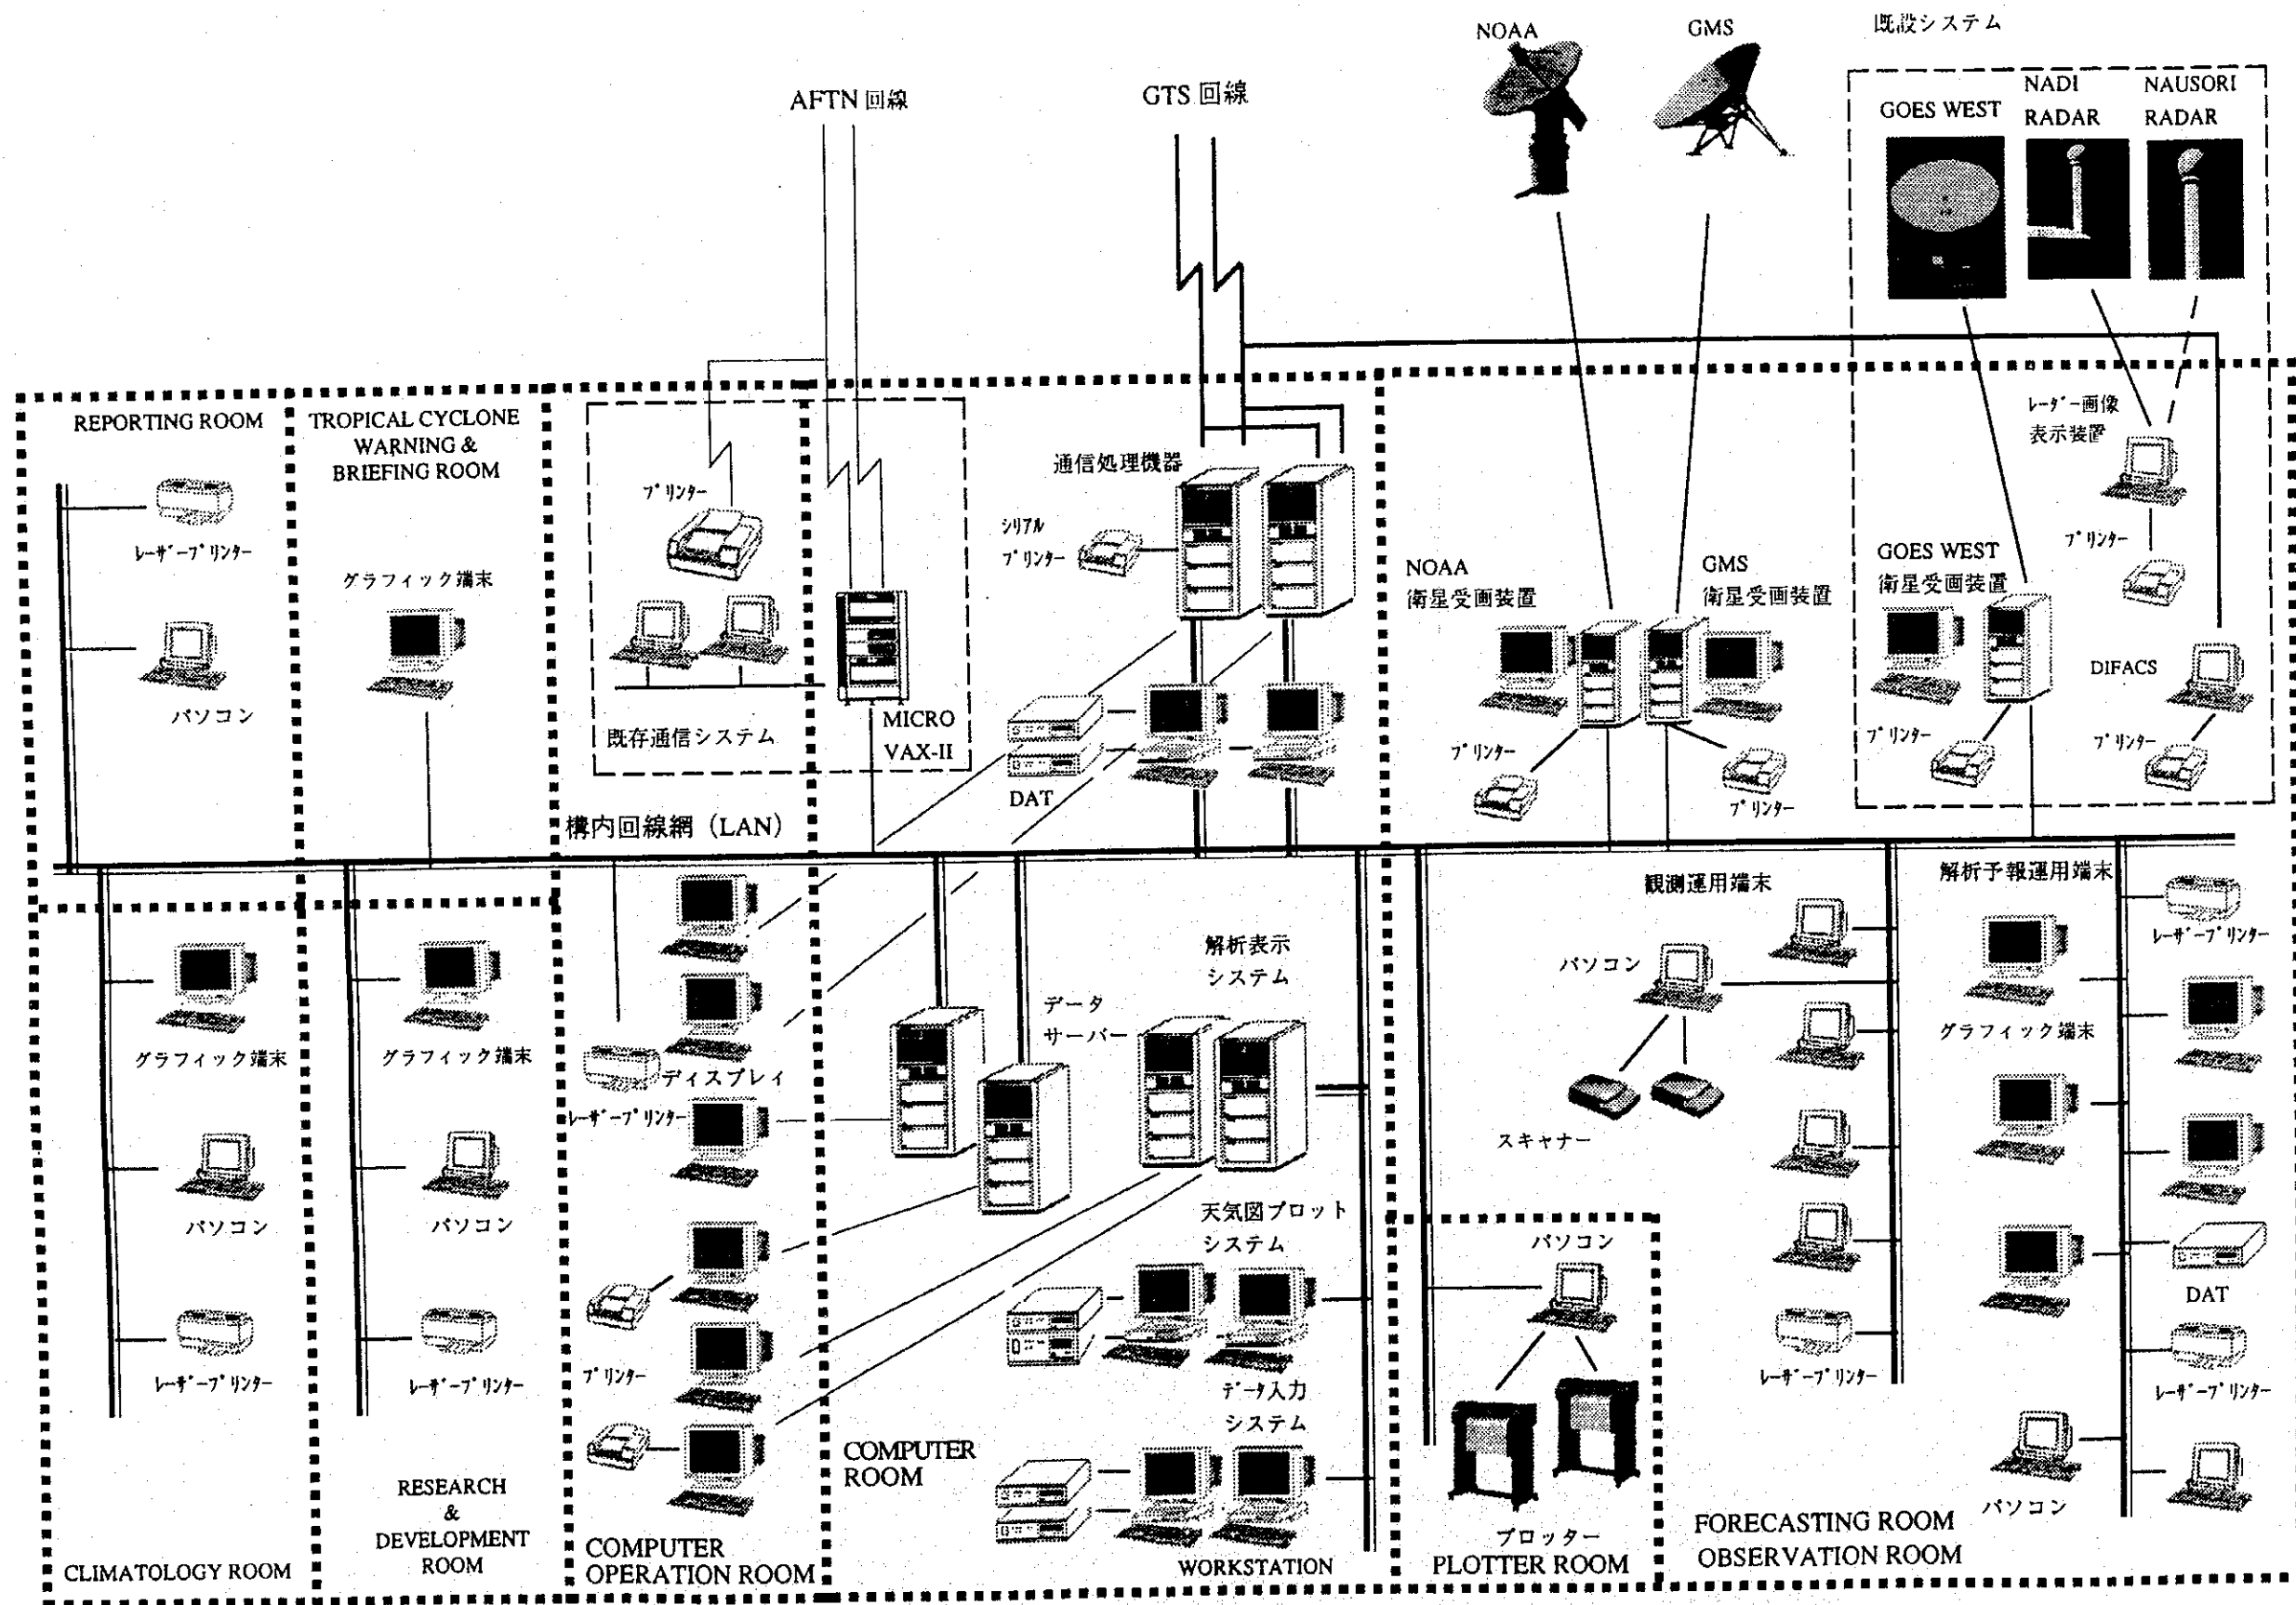 NOAA
GMS
既設システム
AFTN 回線
GTS 回線
GOES WEST
NADI
RADAR
NAUSORI
RADAR
REPORTING ROOM
レーザープリンター
パソコン
TROPICAL CYCLONE
WARNING &
BRIEFING ROOM
グラフィック端末
プリンター
既存通信システム
MICRO
VAX-II
通信処理機器
シリアル
プリンター
DAT
NOAA
衛星受画装置
プリンター
GMS
衛星受画装置
プリンター
レーダー画像
表示装置
プリンター
GOES WEST
衛星受画装置
プリンター
DIFACS
プリンター
構内回線網（LAN）
グラフィック端末
パソコン
レーザープリンター
CLIMATOLOGY ROOM
グラフィック端末
パソコン
レーザープリンター
RESEARCH
&
DEVELOPMENT
ROOM
ディスプレイ
レーザープリンター
プリンター
COMPUTER
OPERATION ROOM
データ
サーバー
解析表示
システム
天気図プロット
システム
データ入力
システム
COMPUTER
ROOM
WORKSTATION
観測運用端末
パソコン
スキャナー
レーザープリンター
パソコン
プロッター
PLOTTER ROOM
解析予報運用端末
レーザープリンター
グラフィック端末
DAT
レーザープリンター
パソコン
FORECASTING ROOM
OBSERVATION ROOM